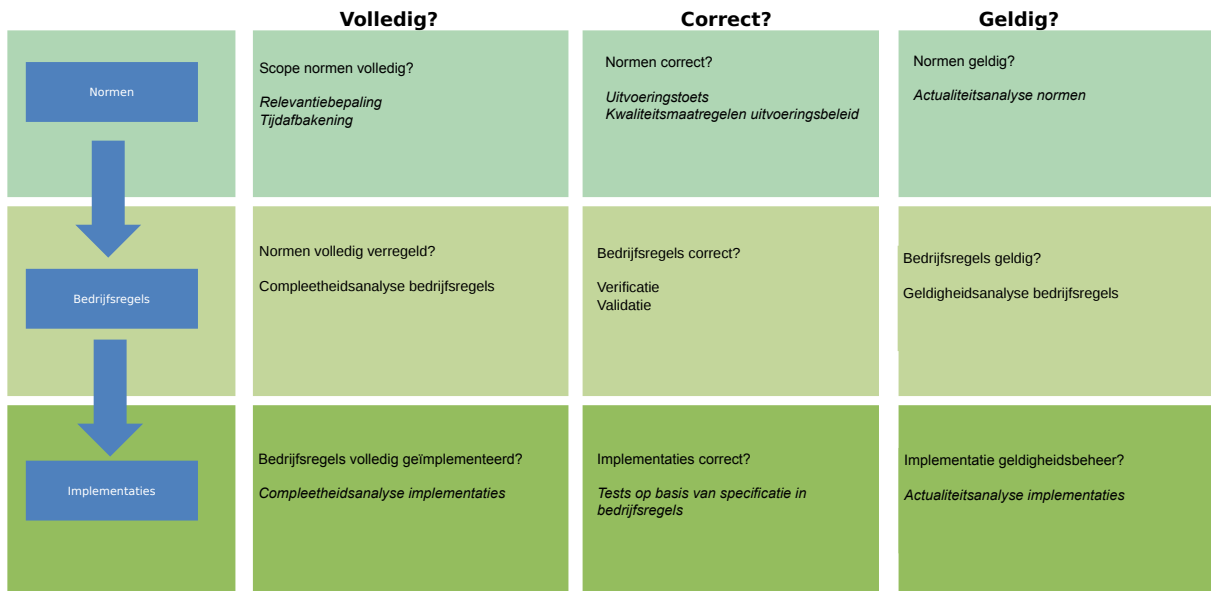 Volledig?
Correct?
Geldig?
Normen
Scope normen volledig?
Relevantiebepaling
Tijdafbakening
Normen correct?
Uitvoeringstoets
Kwaliteitsmaatregelen uitvoeringsbeleid
Normen geldig?
Actualiteitsanalyse normen
Bedrijfsregels
Normen volledig verregeld?
Compleetheidsanalyse bedrijfsregels
Bedrijfsregels correct?
Verificatie
Validatie
Bedrijfsregels geldig?
Geldigheidsanalyse bedrijfsregels
Implementaties
Bedrijfsregels volledig geïmplementeerd?
Compleetheidsanalyse implementaties
Implementaties correct?
Tests op basis van specificatie in
bedrijfsregels
Implementatie geldigheidsbeheer?
Actualiteitsanalyse implementaties